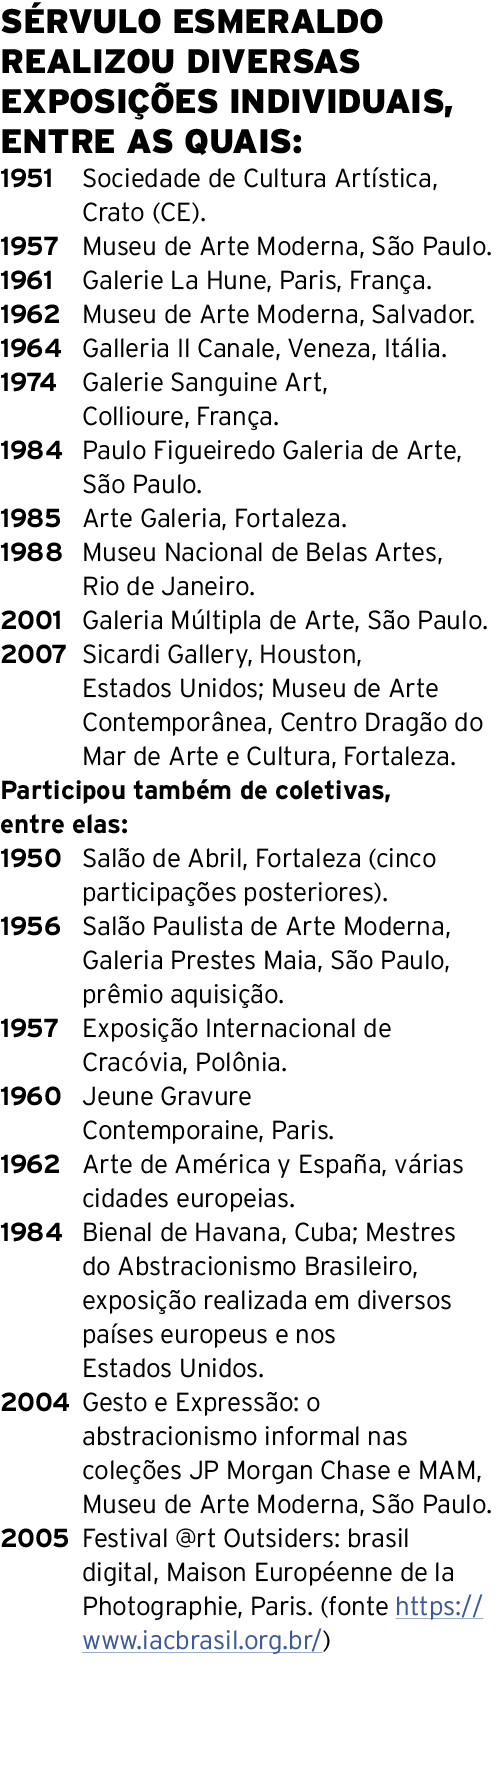 SÉRVULO ESMERALDO
REALIZOU DIVERSAS
EXPOSIÇÕES INDIVIDUAIS,
ENTRE AS QUAIS:
1951 Sociedade de Cultura Artística,
Crato (CE).
1957 Museu de Arte Moderna, São Paulo.
1961 Galerie La Hune, Paris, França.
1962 Museu de Arte Moderna, Salvador.
1964 Galleria Il Canale, Veneza, Itália.
1974 Galerie Sanguine Art,
Collioure, França.
1984 Paulo Figueiredo Galeria de Arte,
São Paulo.
1985 Arte Galeria, Fortaleza.
1988 Museu Nacional de Belas Artes,
Rio de Janeiro.
2001 Galeria Múltipla de Arte, São Paulo.
2007 Sicardi Gallery, Houston,
Estados Unidos; Museu de Arte
Contemporânea, Centro Dragão do
Mar de Arte e Cultura, Fortaleza.
Participou também de coletivas,
entre elas:
1950 Salão de Abril, Fortaleza (cinco
participações posteriores).
1956 Salão Paulista de Arte Moderna,
Galeria Prestes Maia, São Paulo,
prêmio aquisição.
1957 Exposição Internacional de
Cracóvia, Polônia.
1960 Jeune Gravure
Contemporaine, Paris.
1962 Arte de América y España, várias
cidades europeias.
1984 Bienal de Havana, Cuba; Mestres
do Abstracionismo Brasileiro,
exposição realizada em diversos
países europeus e nos
Estados Unidos.
2004 Gesto e Expressão: o
abstracionismo informal nas
coleções JP Morgan Chase e MAM,
Museu de Arte Moderna, São Paulo.
2005 Festival @rt Outsiders: brasil
digital, Maison Européenne de la
Photographie, Paris. (fonte https://
www.iacbrasil.org.br/)